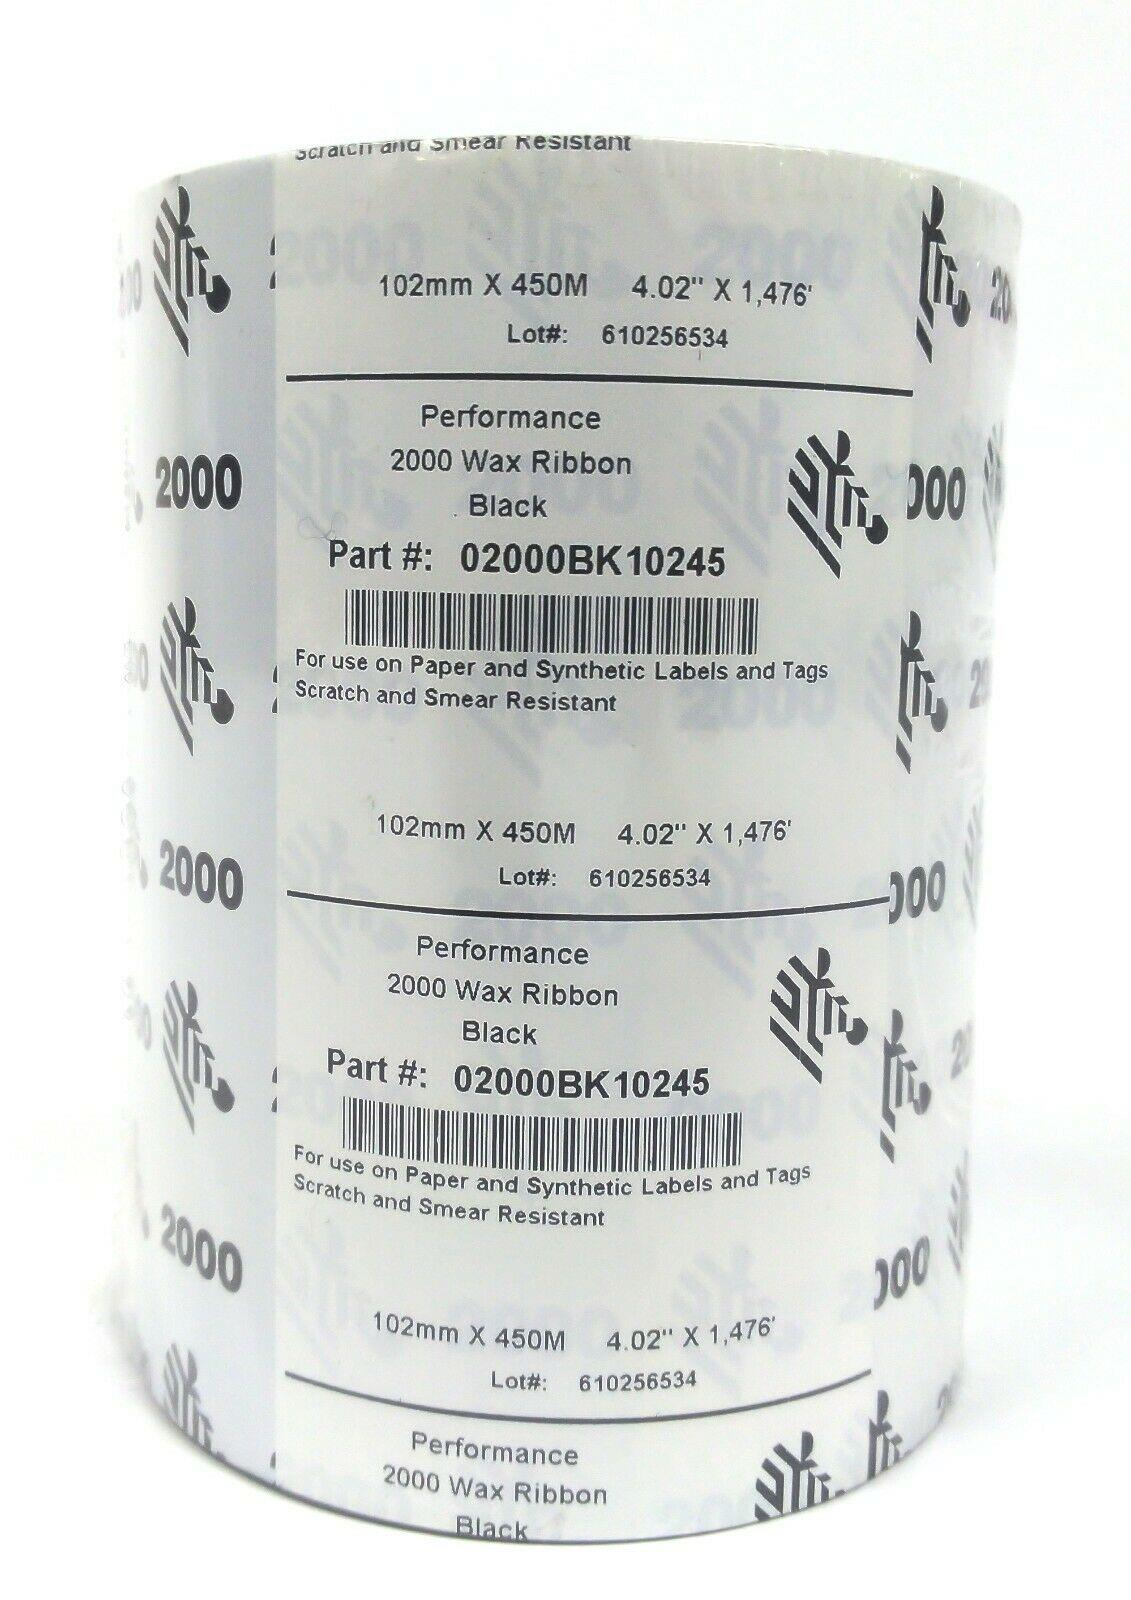 Scratch and Smear Resistant
102mm X 450M 4.02" X 1,476'
Lot#: 610256534
Performance
2000 Wax Ribbon
Black
Part #: 02000BK10245
For use on Paper and Synthetic Labels and Tags
Scratch and Smear Resistant
102mm X 450M 4.02" X 1,476'
Lot#: 610256534
Performance
2000 Wax Ribbon
Black
Part #: 02000BK10245
For use on Paper and Synthetic Labels and Tags
Scratch and Smear Resistant
102mm X 450M 4.02" X 1,476'
Lot#: 610256534
Performance
2000 Wax Ribbon
Black
2000
2000
2000
2000
2000